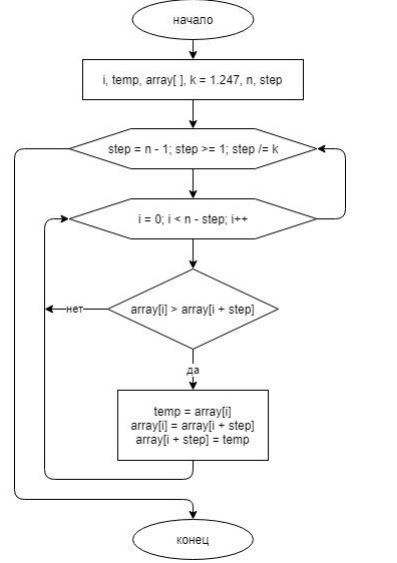 начало
i, temp, array[ ], k = 1.247, n, step
step = n - 1; step >= 1; step /= k
i = 0; i < n - step; i++
array[i] > array[i + step]
нет
да
temp = array[i]
array[i] = array[i + step]
array[i + step] = temp
конец